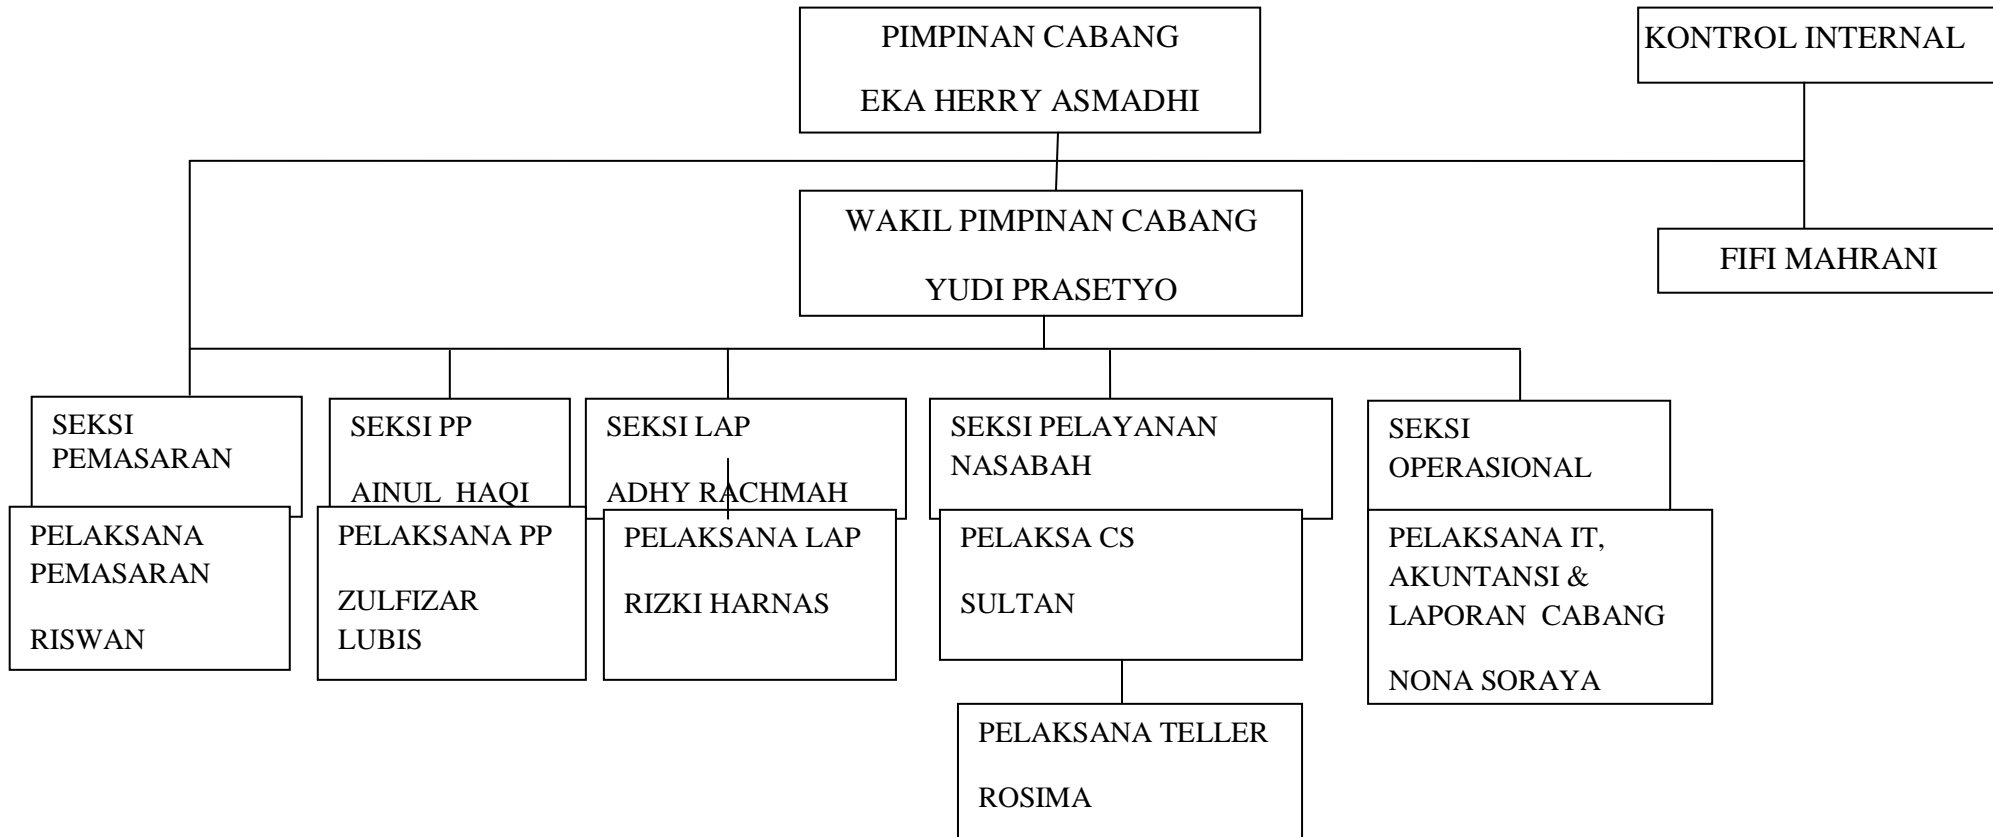 PIMPINAN CABANG
EKA HERRY ASMADHI
KONTROL INTERNAL
WAKIL PIMPINAN CABANG
YUDI PRASETYO
FIFI MAHRANI
SEKSI
PEMASARAN
SEKSI PP
AINUL HAQI
SEKSI LAP
ADHY RACHMAH
SEKSI PELAYANAN
NASABAH
SEKSI
OPERASIONAL
PELAKSANA
PEMASARAN
RISWAN
PELAKSANA PP
ZULFIZAR
LUBIS
PELAKSANA LAP
RIZKI HARNAS
PELAKSA CS
SULTAN
PELAKSANA IT,
AKUNTANSI &
LAPORAN CABANG
NONA SORAYA
PELAKSANA TELLER
ROSIMA